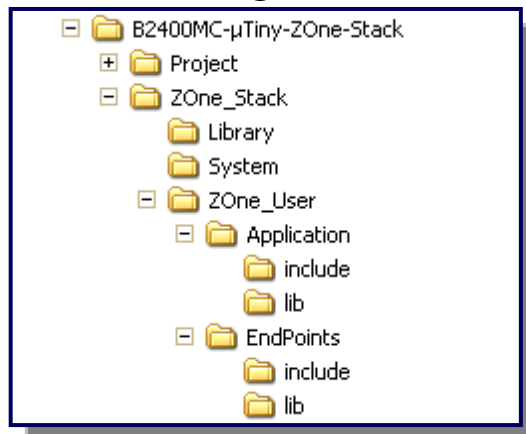 B2400MC-µTiny-ZOne-Stack
Project
ZOne_Stack
Library
System
ZOne_User
Application
include
lib
EndPoints
include
lib